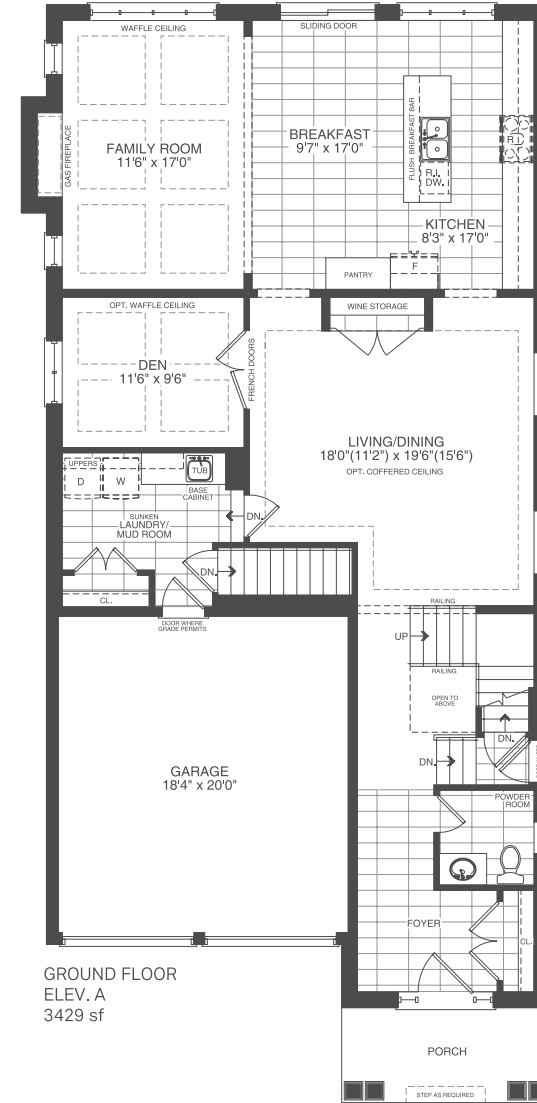 WAFFLE CEILING
SLIDING DOOR
GAS FIREPLACE
FAMILY ROOM
11'6" x 17'0"
BREAKFAST
9'7" x 17'0"
FLUSH BREAKFAST BAR
R.I.
DW.
R.I.
KITCHEN
8'3" x 17'0"
PANTRY
F
OPT. WAFFLE CEILING
WINE STORAGE
DEN
11'6" x 9'6"
FRENCH DOORS
LIVING/DINING
18'0"(11'2") x 19'6"(15'6")
OPT. COFFERED CEILING
UPPERS
D
W
TUB
BASE
CABINET
SUNKEN
LAUNDRY/
MUD ROOM
DN.
DN.
CL.
DOOR WHERE
GRADE PERMITS
RAILING
UP
RAILING
OPEN TO
ABOVE
DN.
DN.
GARAGE
18'4" x 20'0"
POWDER
ROOM
FOYER
CL.
GROUND FLOOR
ELEV. A
3429 sf
PORCH
STEP AS REQUIRED